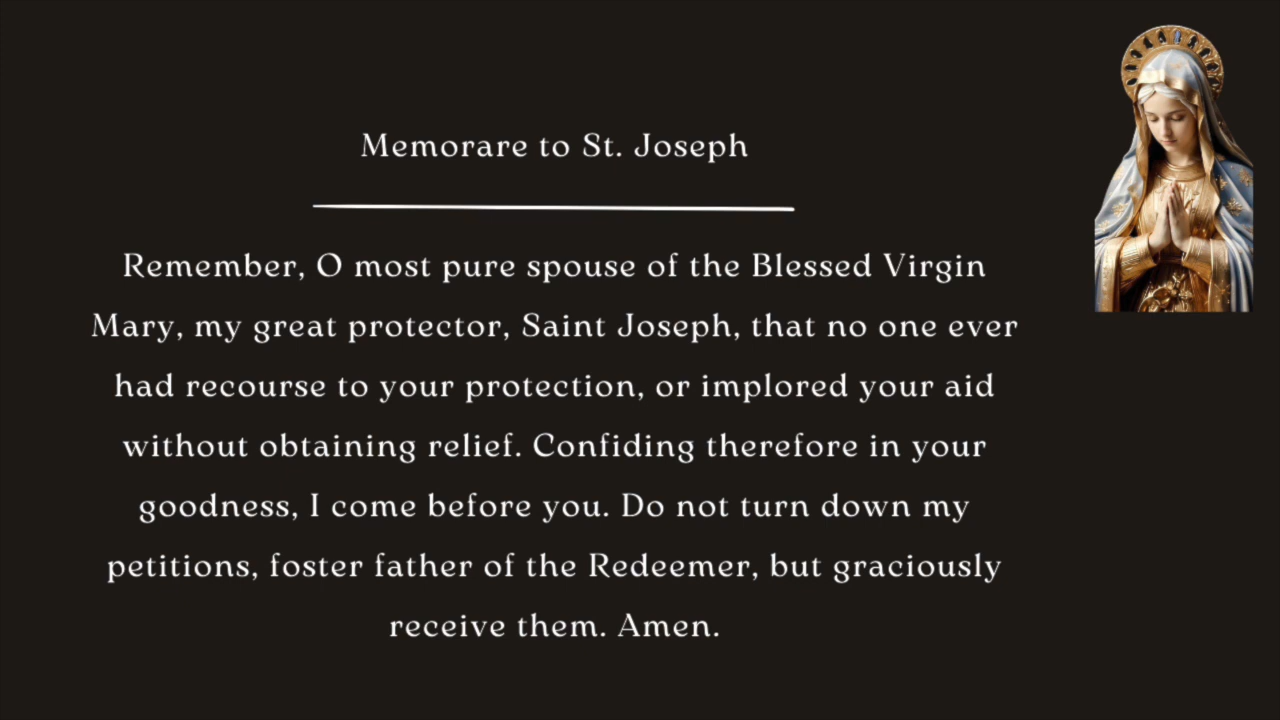 Memorare to St. Joseph
Remember, O most pure spouse of the Blessed Virgin
Mary, my great protector, Saint Joseph, that no one ever
had recourse to your protection, or implored your aid
without obtaining relief. Confiding therefore in your
goodness, I come before you. Do not turn down my
petitions, foster father of the Redeemer, but graciously
receive them. Amen.